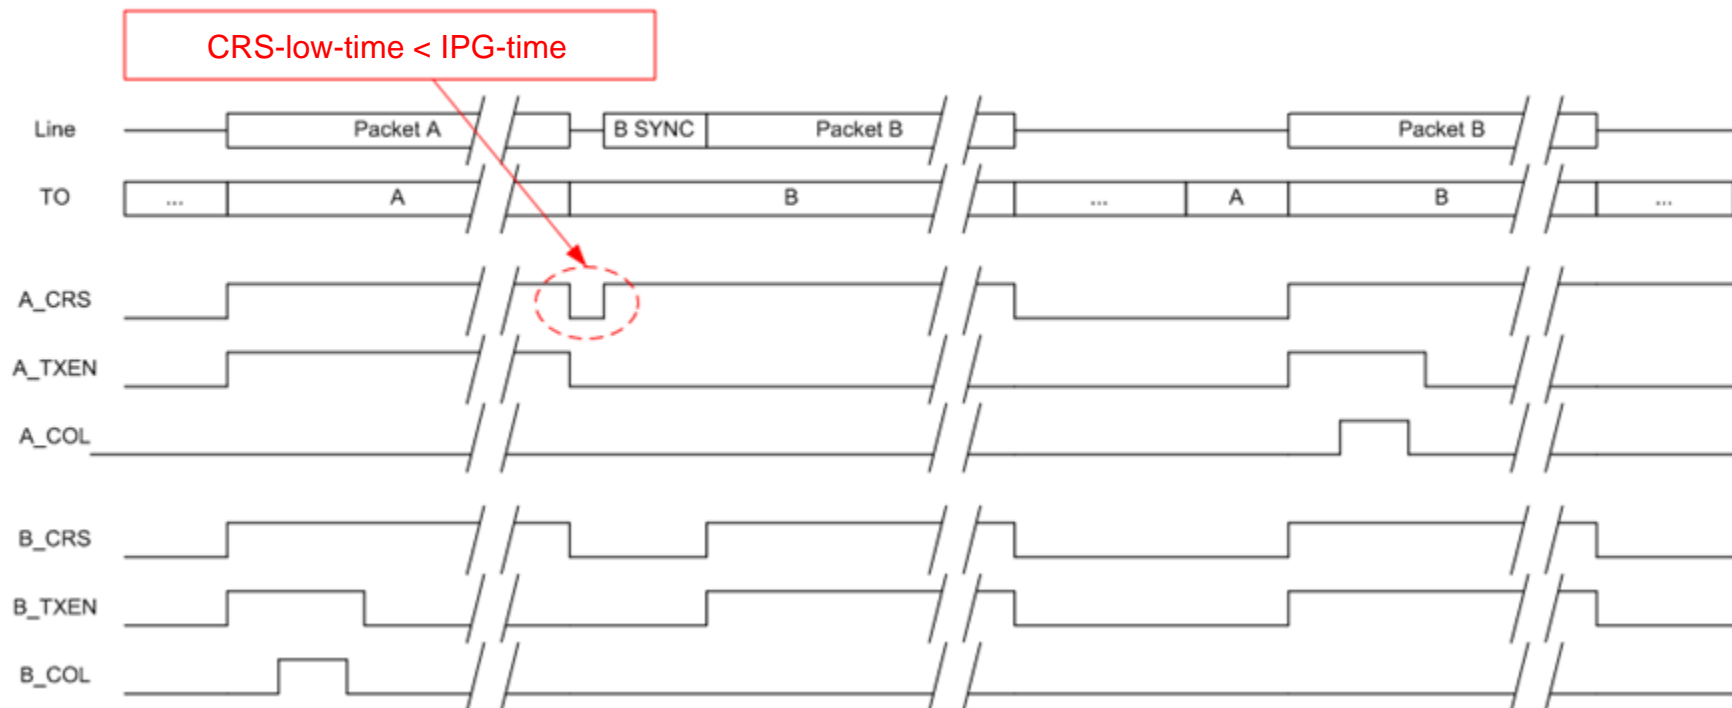 CRS-low-time < IPG-time
Line Packet A B SYNC Packet B Packet B
TO ... A B ... A B ...
A_CRS
A_TXEN
A_COL
B_CRS
B_TXEN
B_COL